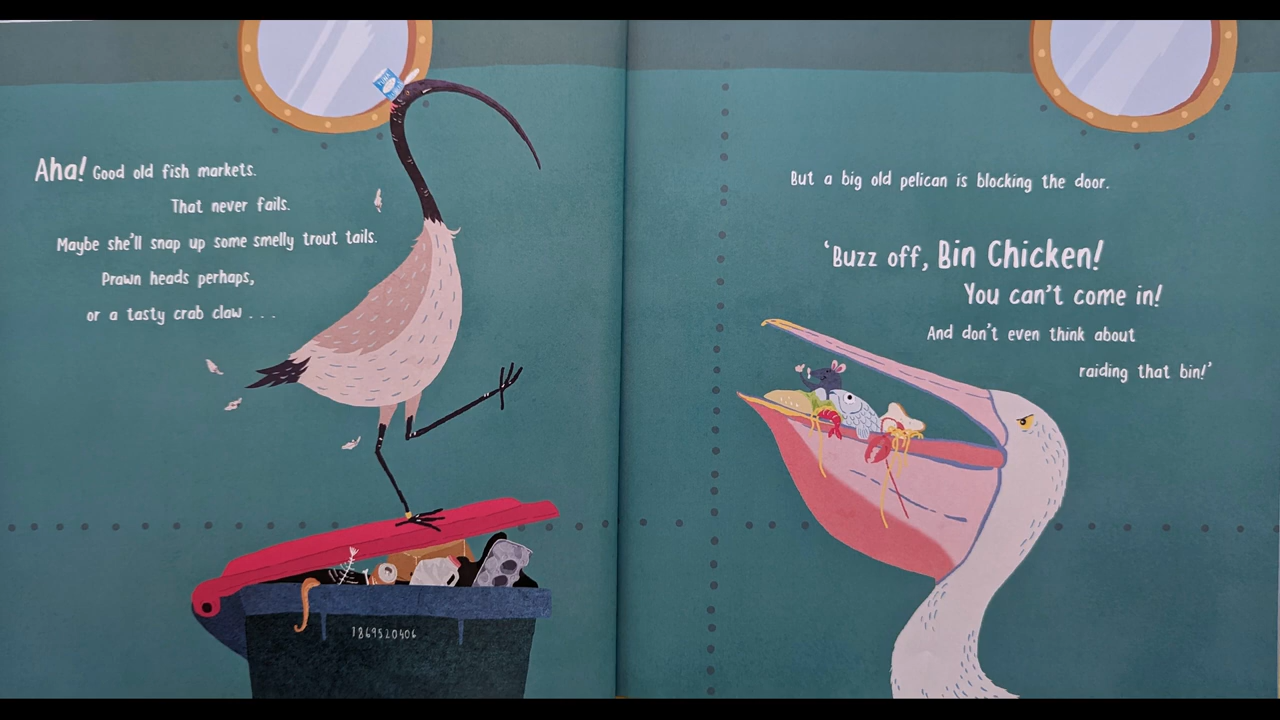 Aha! Good old fish markets.
That never fails.
Maybe she'll snap up some smelly trout tails.
Prawn heads perhaps,
or a tasty crab claw . . .
1869520406
But a big old pelican is blocking the door.
'Buzz off, Bin Chicken!
You can't come in!
And don't even think about
raiding that bin!'